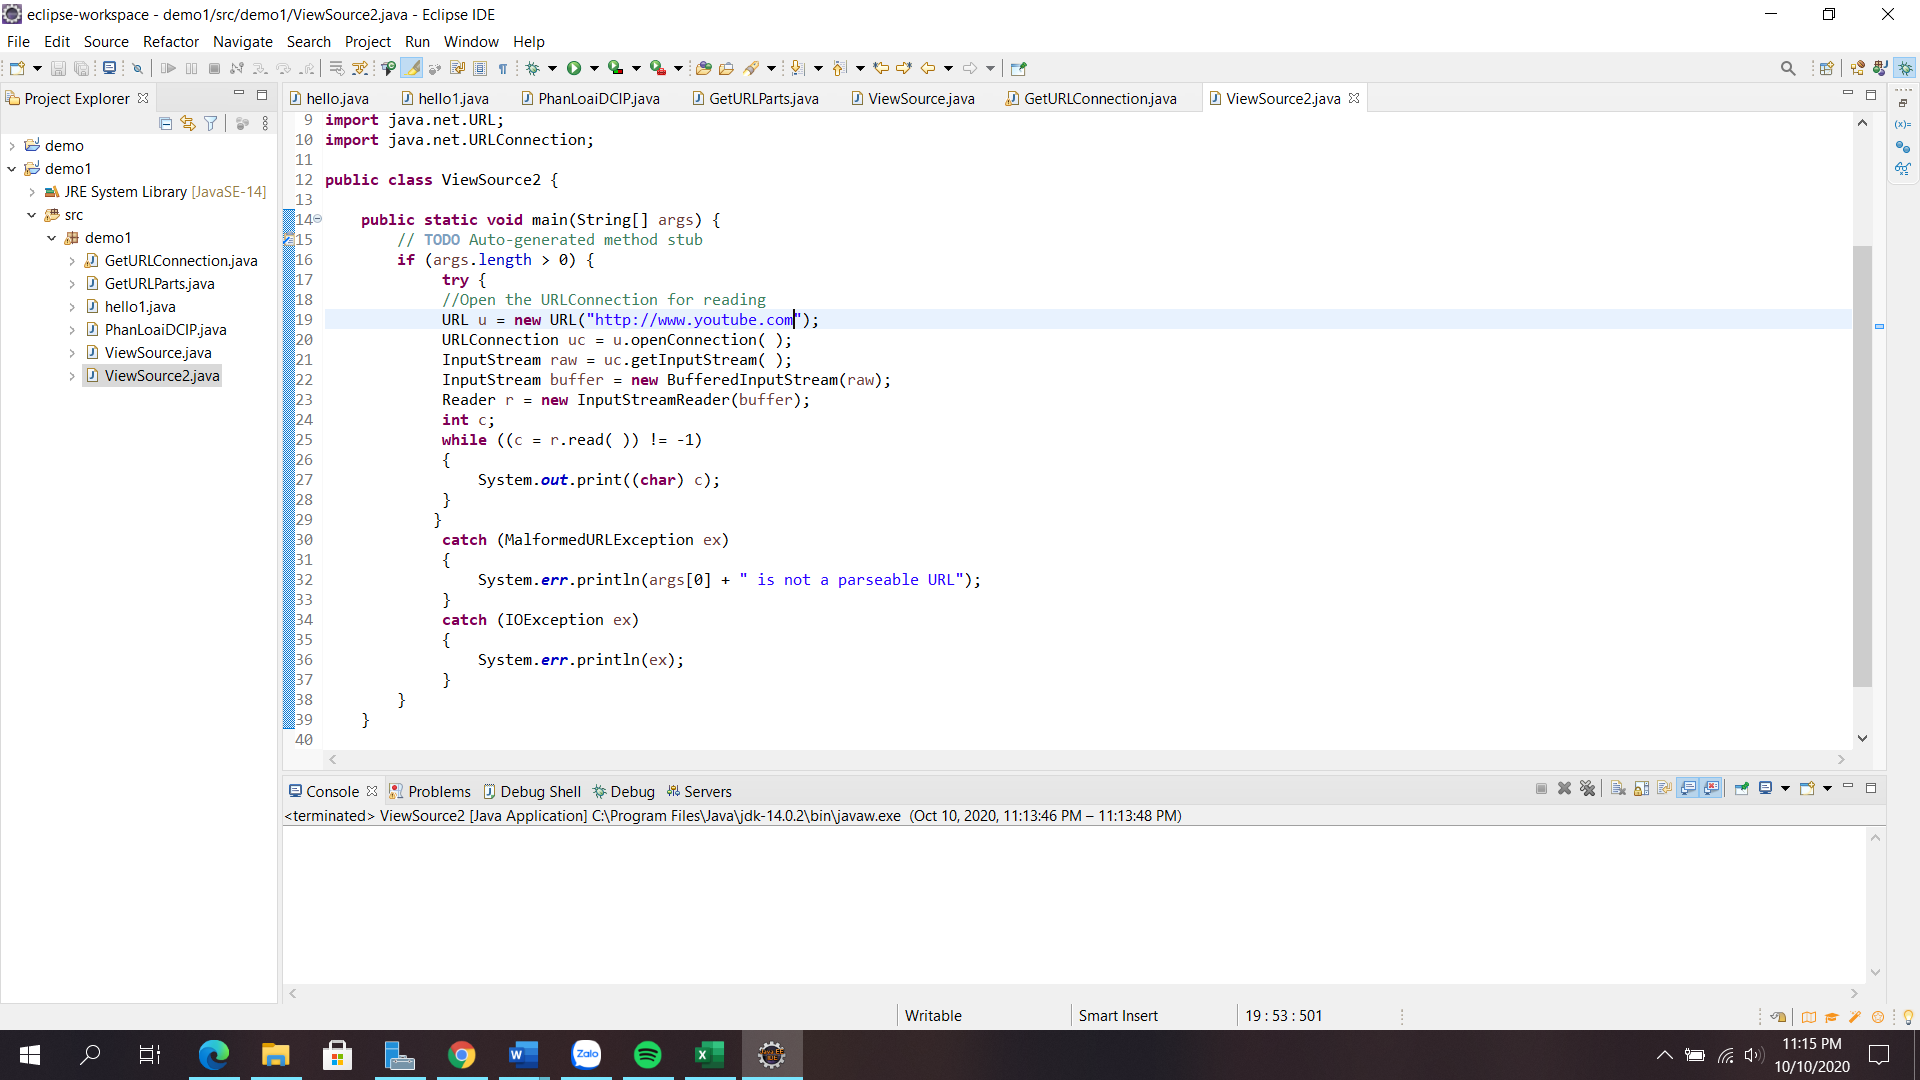 eclipse-workspace - demo1/src/demo1/ViewSource2.java - Eclipse IDE
File Edit Source Refactor Navigate Search Project Run Window Help
Project Explorer
hello.java hello1.java PhanLoaiDCIP.java GetURLParts.java ViewSource.java GetURLConnection.java ViewSource2.java
demo
demo1
JRE System Library [JavaSE-14]
src
demo1
GetURLConnection.java
GetURLParts.java
hello1.java
PhanLoaiDCIP.java
ViewSource.java
ViewSource2.java
9 import java.net.URL;
10 import java.net.URLConnection;
11
12 public class ViewSource2 {
13
14 public static void main(String[] args) {
15 // TODO Auto-generated method stub
16 if (args.length > 0) {
17 try {
18 //Open the URLConnection for reading
19 URL u = new URL("http://www.youtube.com");
20 URLConnection uc = u.openConnection( );
21 InputStream raw = uc.getInputStream( );
22 InputStream buffer = new BufferedInputStream(raw);
23 Reader r = new InputStreamReader(buffer);
24 int c;
25 while ((c = r.read( )) != -1)
26 {
27 System.out.print((char) c);
28 }
29 }
30 catch (MalformedURLException ex)
31 {
32 System.err.println(args[0] + " is not a parseable URL");
33 }
34 catch (IOException ex)
35 {
36 System.err.println(ex);
37 }
38 }
39 }
40
Console Problems Debug Shell Debug Servers
<terminated> ViewSource2 [Java Application] C:\Program Files\Java\jdk-14.0.2\bin\javaw.exe (Oct 10, 2020, 11:13:46 PM – 11:13:48 PM)
Writable Smart Insert 19 : 53 : 501
Zalo
11:15 PM
10/10/2020